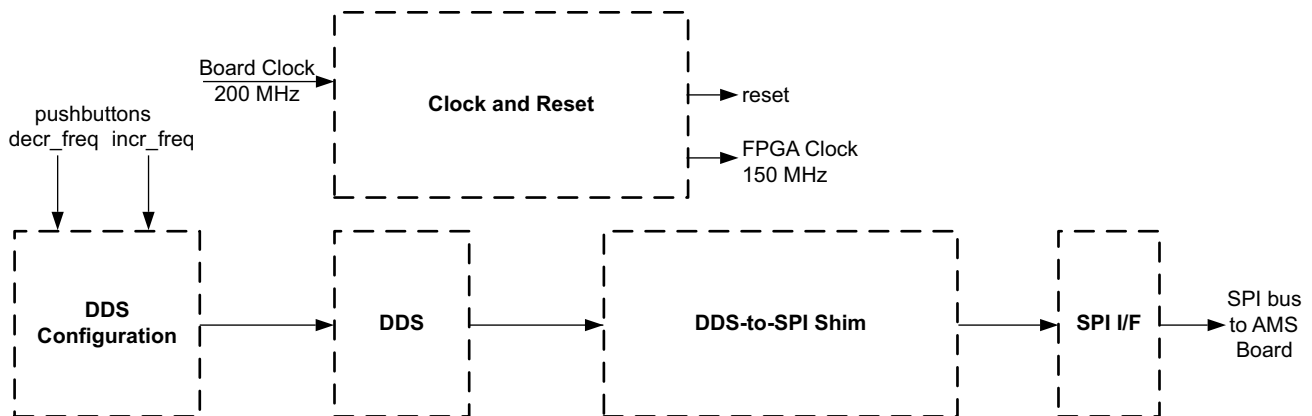 Board Clock
200 MHz
Clock and Reset
reset
FPGA Clock
150 MHz
pushbuttons
decr_freq incr_freq
DDS
Configuration
DDS
DDS-to-SPI Shim
SPI I/F
SPI bus
to AMS
Board